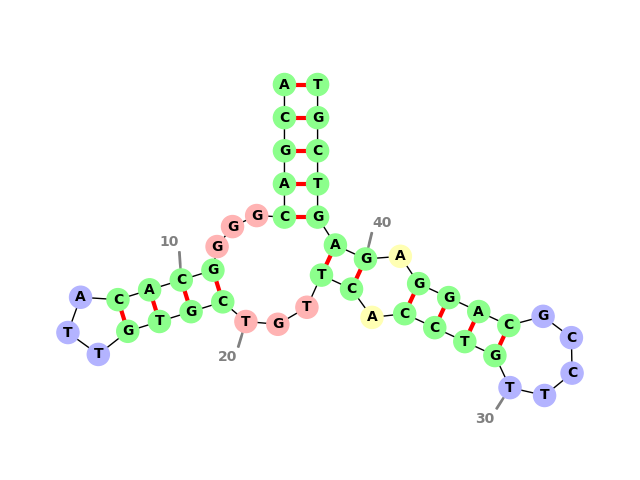 A T
C G
G C
A T
G C G
G 40
10 G A G A
A C A C G T C G G
T G T G C T G T A C C A C G C
T T C G C
20 T T
30